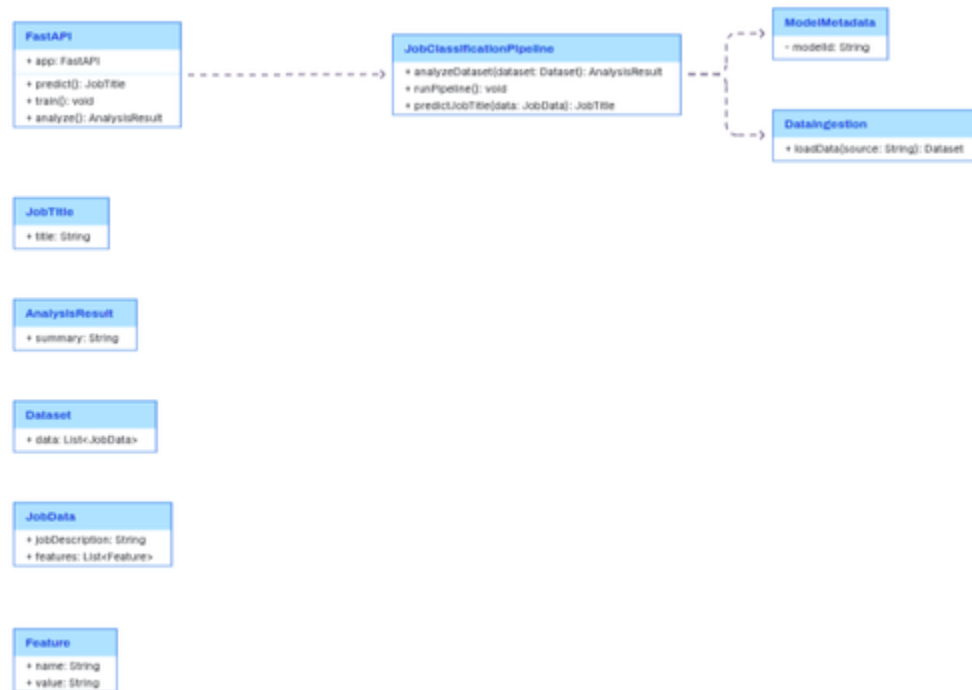 FastAPI
+ app: FastAPI
+ predict(): JobTitle
+ train(): void
+ analyze(): AnalysisResult
JobClassificationPipeline
+ analyzeDataset(dataset: Dataset): AnalysisResult
+ runPipeline(): void
+ predictJobTitle(data: JobData): JobTitle
ModelMetadata
- modelId: String
DataIngestion
+ loadData(source: String): Dataset
JobTitle
+ title: String
AnalysisResult
+ summary: String
Dataset
+ data: List<JobData>
JobData
+ jobDescription: String
+ features: List<Feature>
Feature
+ name: String
+ value: String